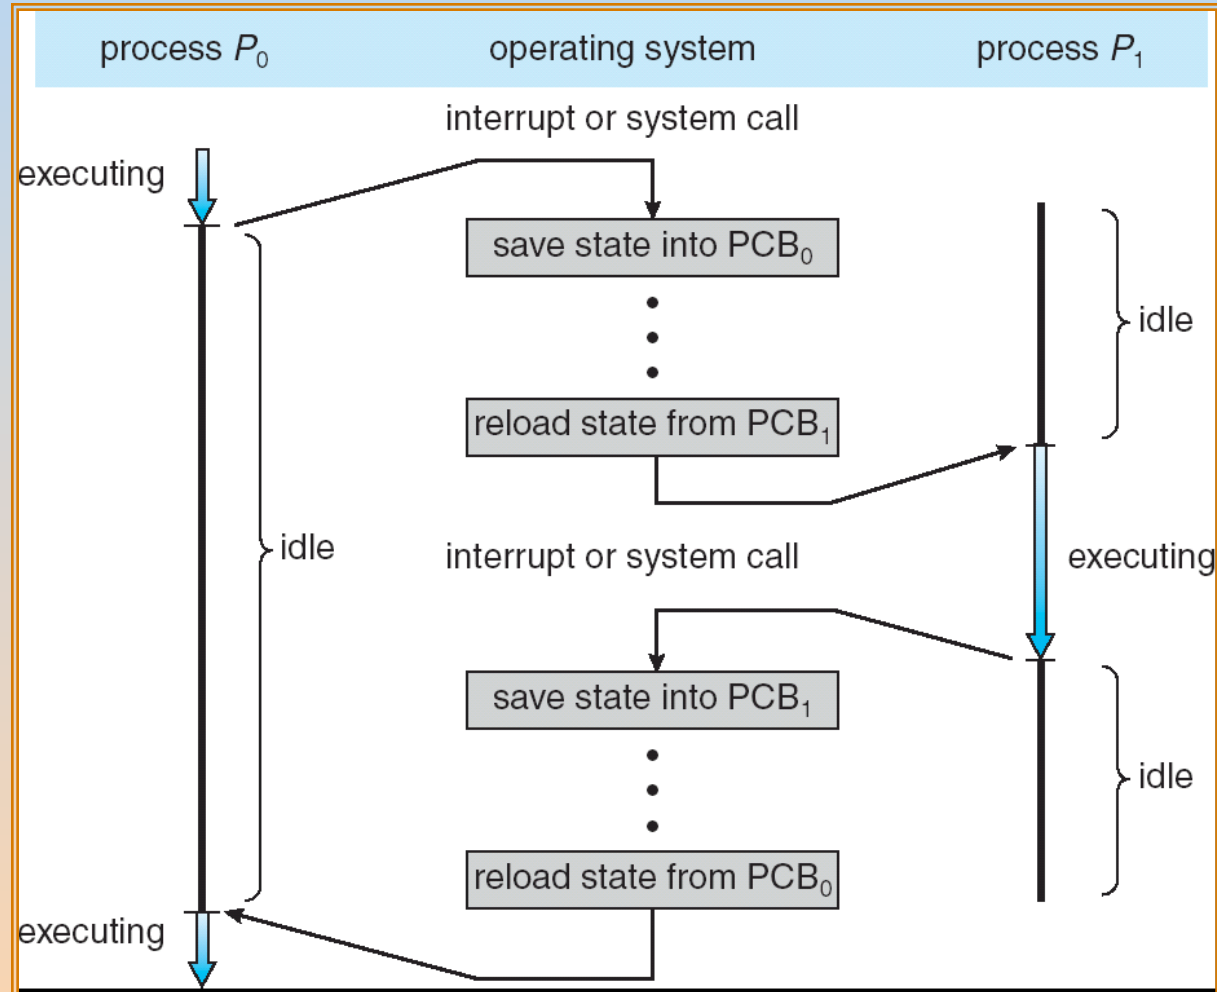 process P₀
operating system
process P₁
interrupt or system call
executing
save state into PCB₀
idle
reload state from PCB₁
idle
interrupt or system call
executing
save state into PCB₁
idle
reload state from PCB₀
executing